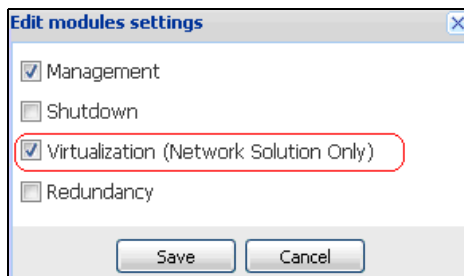 Edit modules settings
Management
Shutdown
Virtualization (Network Solution Only)
Redundancy
Save Cancel